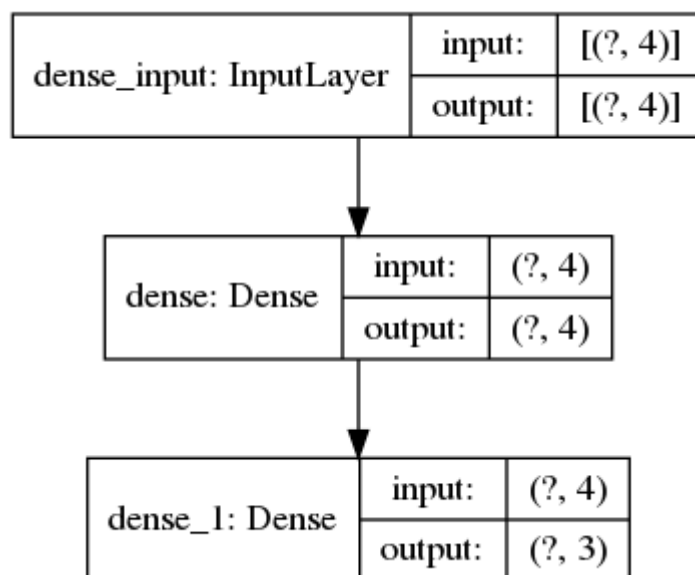 dense_input: InputLayer
input:
[(?, 4)]
output:
[(?, 4)]
dense: Dense
input:
(?, 4)
output:
(?, 4)
dense_1: Dense
input:
(?, 4)
output:
(?, 3)